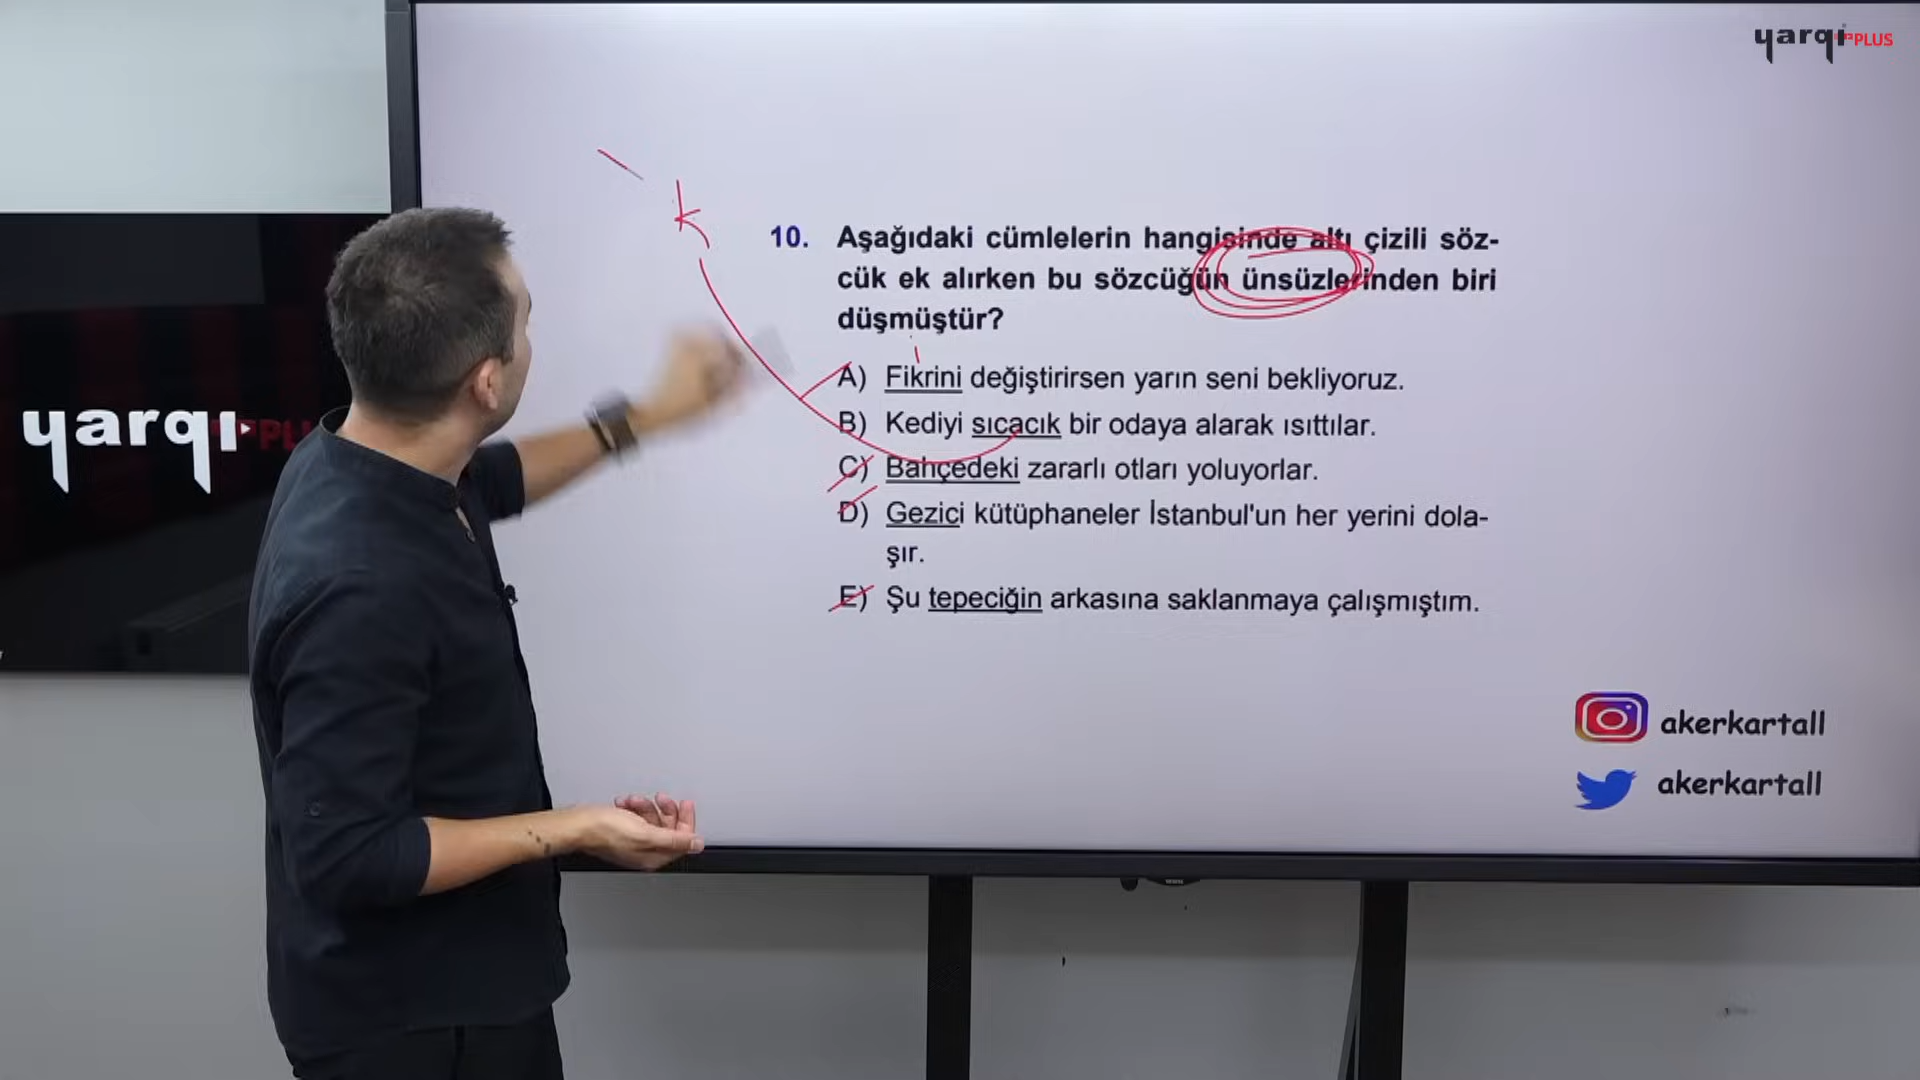 yarqı PLUS
10. Aşağıdaki cümlelerin hangisinde altı çizili söz-
cük ek alırken bu sözcüğün ünsüzlerinden biri
düşmüştür?
A) Fikrini değiştirirsen yarın seni bekliyoruz.
B) Kediyi sıcacık bir odaya alarak ısıttılar.
C) Bahçedeki zararlı otları yoluyorlar.
D) Gezici kütüphaneler İstanbul'un her yerini dola-
şır.
E) Şu tepeciğin arkasına saklanmaya çalışmıştım.
k
yarqı
akerkartall
akerkartall